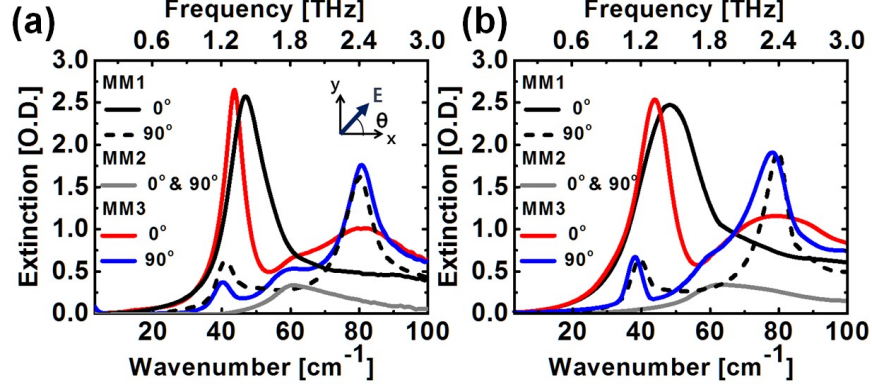 (a)
Frequency [THz]
0.6 1.2 1.8 2.4 3.0
Extinction [O.D.]
3.0
2.5
2.0
1.5
1.0
0.5
0.0
MM1
0°
90°
MM2
0° & 90°
MM3
0°
90°
y
E
θ
x
20 40 60 80 100
Wavenumber [cm⁻¹]
(b)
Frequency [THz]
0.6 1.2 1.8 2.4 3.0
Extinction [O.D.]
3.0
2.5
2.0
1.5
1.0
0.5
0.0
MM1
0°
90°
MM2
0° & 90°
MM3
0°
90°
20 40 60 80 100
Wavenumber [cm⁻¹]